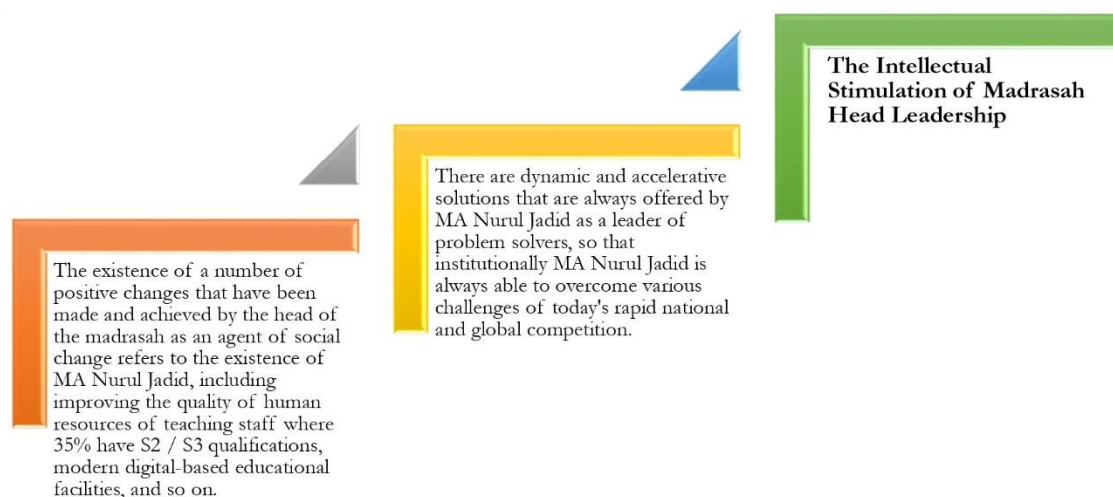 The existence of a number of
positive changes that have been
made and achieved by the head of
the madrasah as an agent of social
change refers to the existence of
MA Nurul Jadid, including
improving the quality of human
resources of teaching staff where
35% have S2 / S3 qualifications,
modern digital-based educational
facilities, and so on.
There are dynamic and accelerative
solutions that are always offered by
MA Nurul Jadid as a leader of
problem solvers, so that
institutionally MA Nurul Jadid is
always able to overcome various
challenges of today's rapid national
and global competition.
The Intellectual
Stimulation of Madrasah
Head Leadership